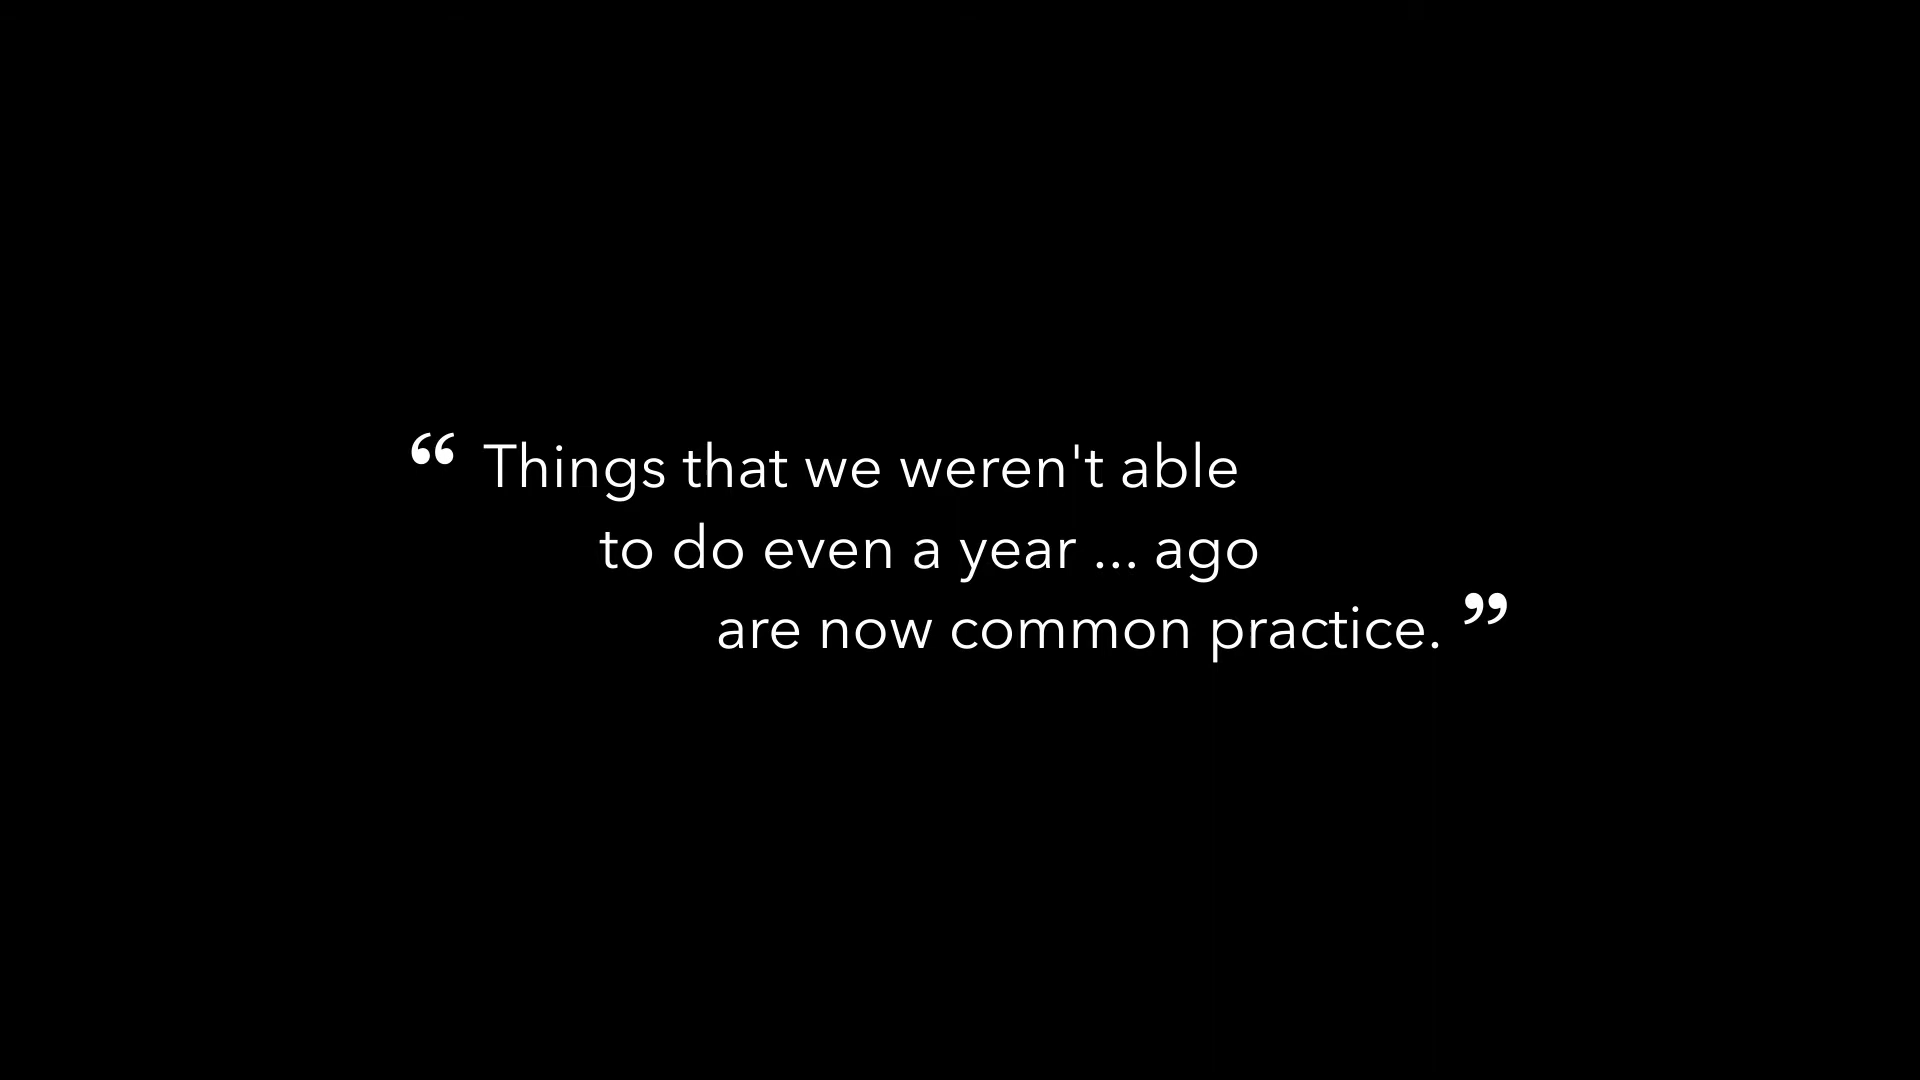 “ Things that we weren't able
to do even a year ... ago
are now common practice. ”